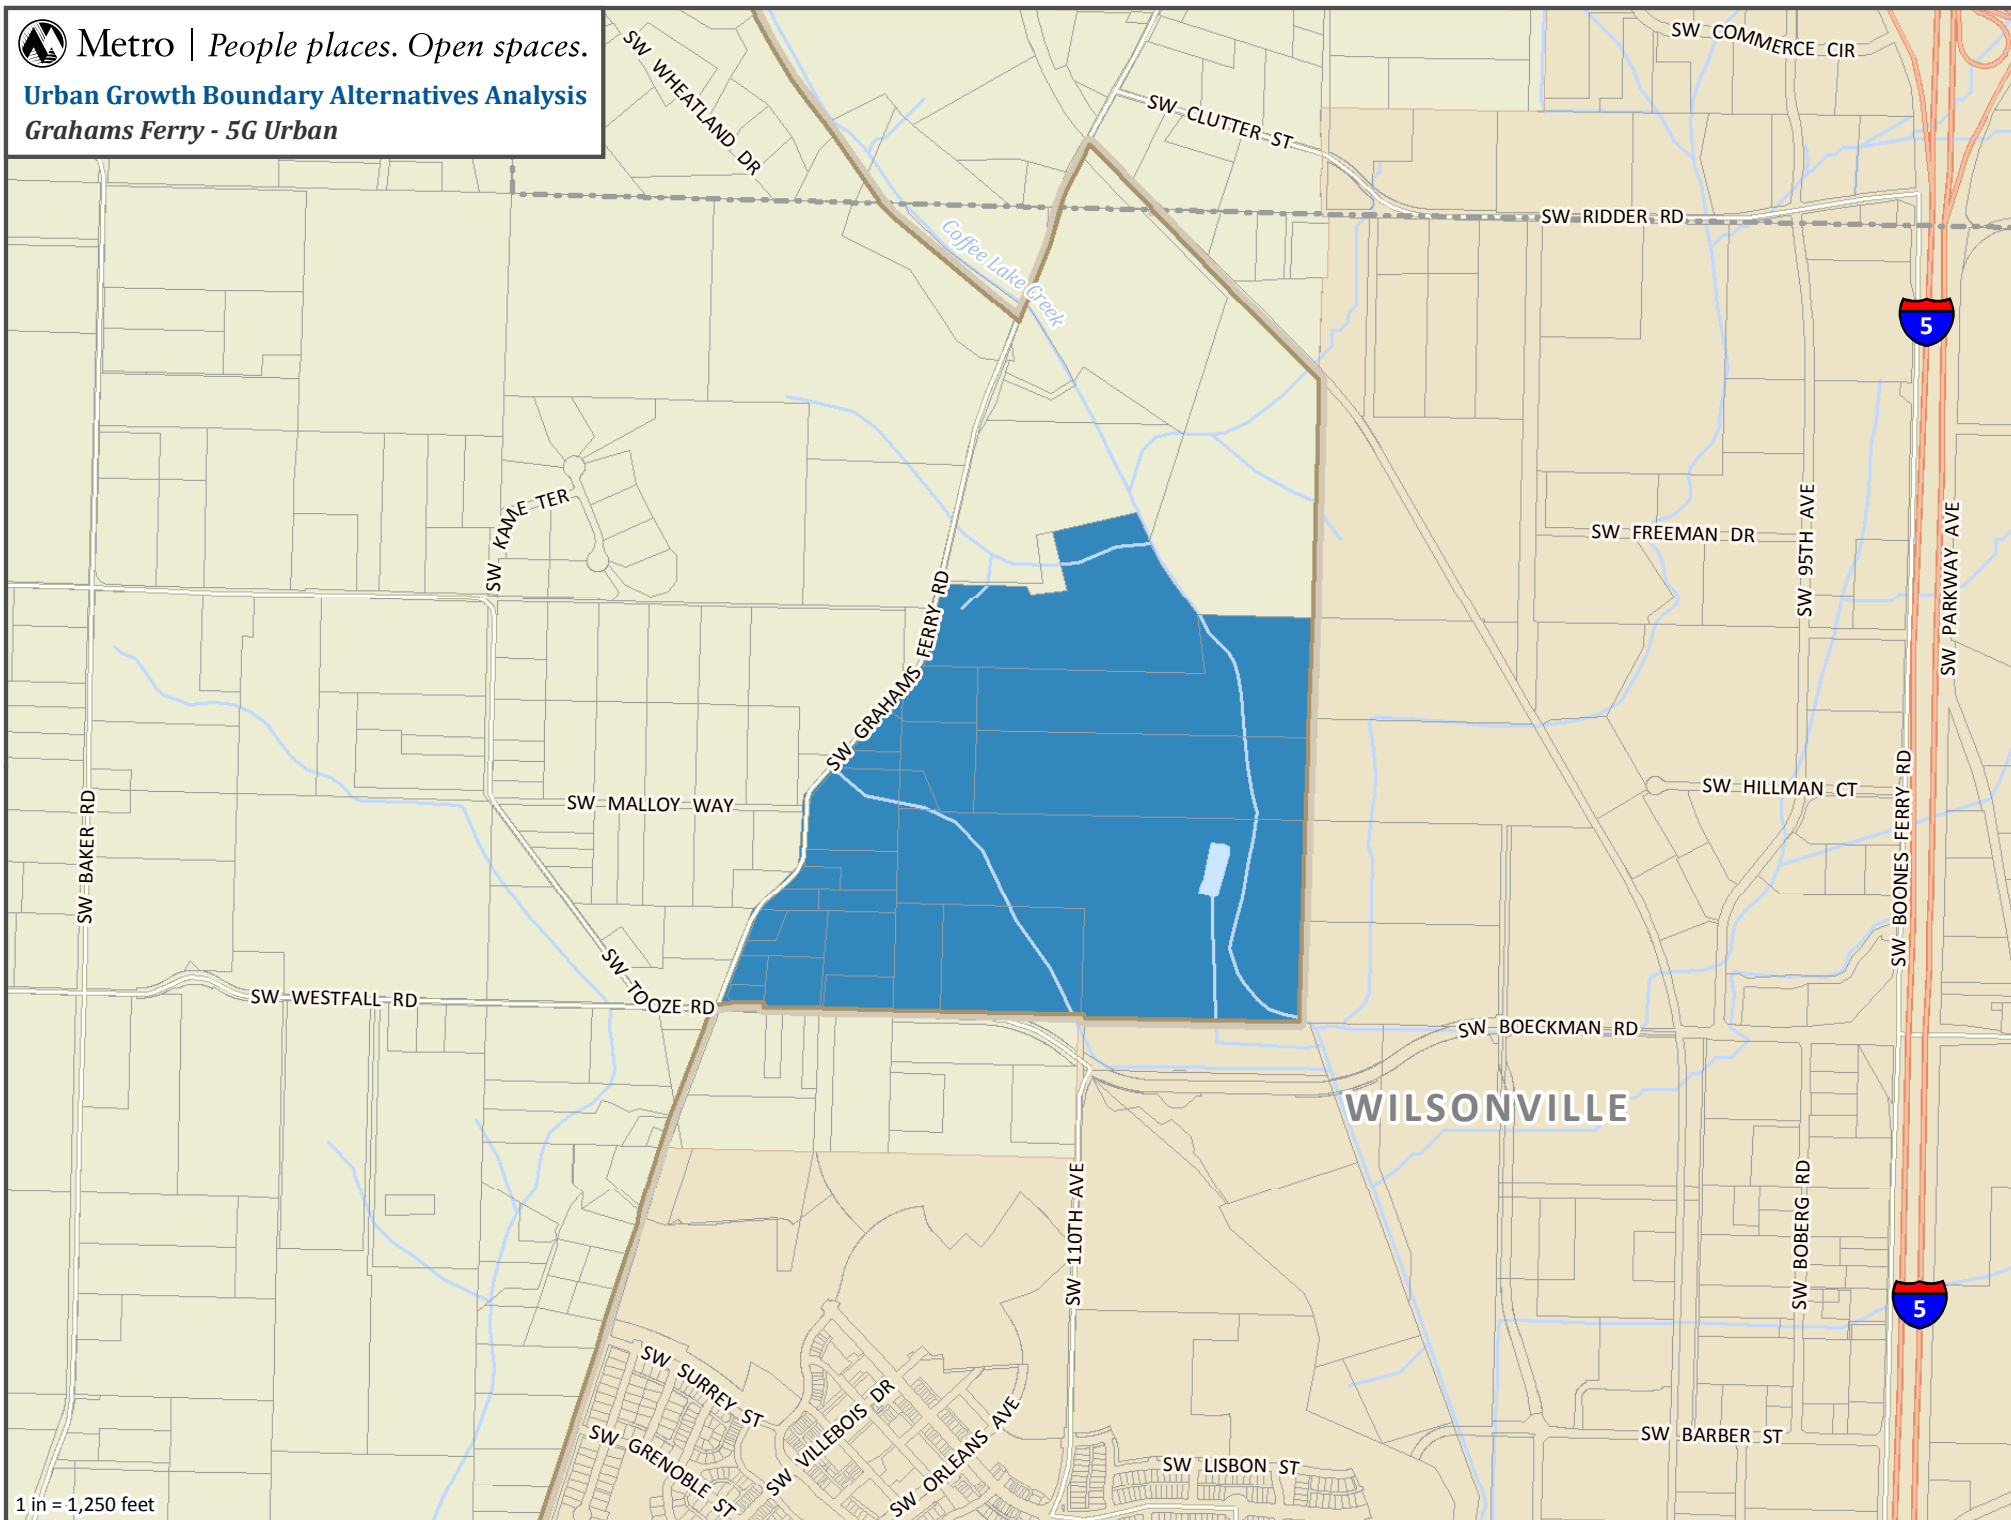 Metro | People places. Open spaces.
Urban Growth Boundary Alternatives Analysis
Grahams Ferry - 5G Urban
SW COMMERCE CIR
SW WHEATLAND DR
SW CLUTTER ST
SW RIDDER RD
Coffee Lake Creek
5
SW KAME TER
SW FREEMAN DR
SW 95TH AVE
SW PARKWAY AVE
SW GRAHAMS FERRY RD
SW HILLMAN CT
SW MALLOY WAY
SW BAKER RD
SW BOONES FERRY RD
SW WESTFALL RD
SW TOOZE RD
SW BOECKMAN RD
WILSONVILLE
SW 110TH AVE
SW BOBERG RD
5
SW SURREY ST
SW VILLEBOIS DR
SW ORLEANS AVE
SW GRENOBLE ST
SW BARBER ST
SW LISBON ST
1 in = 1,250 feet